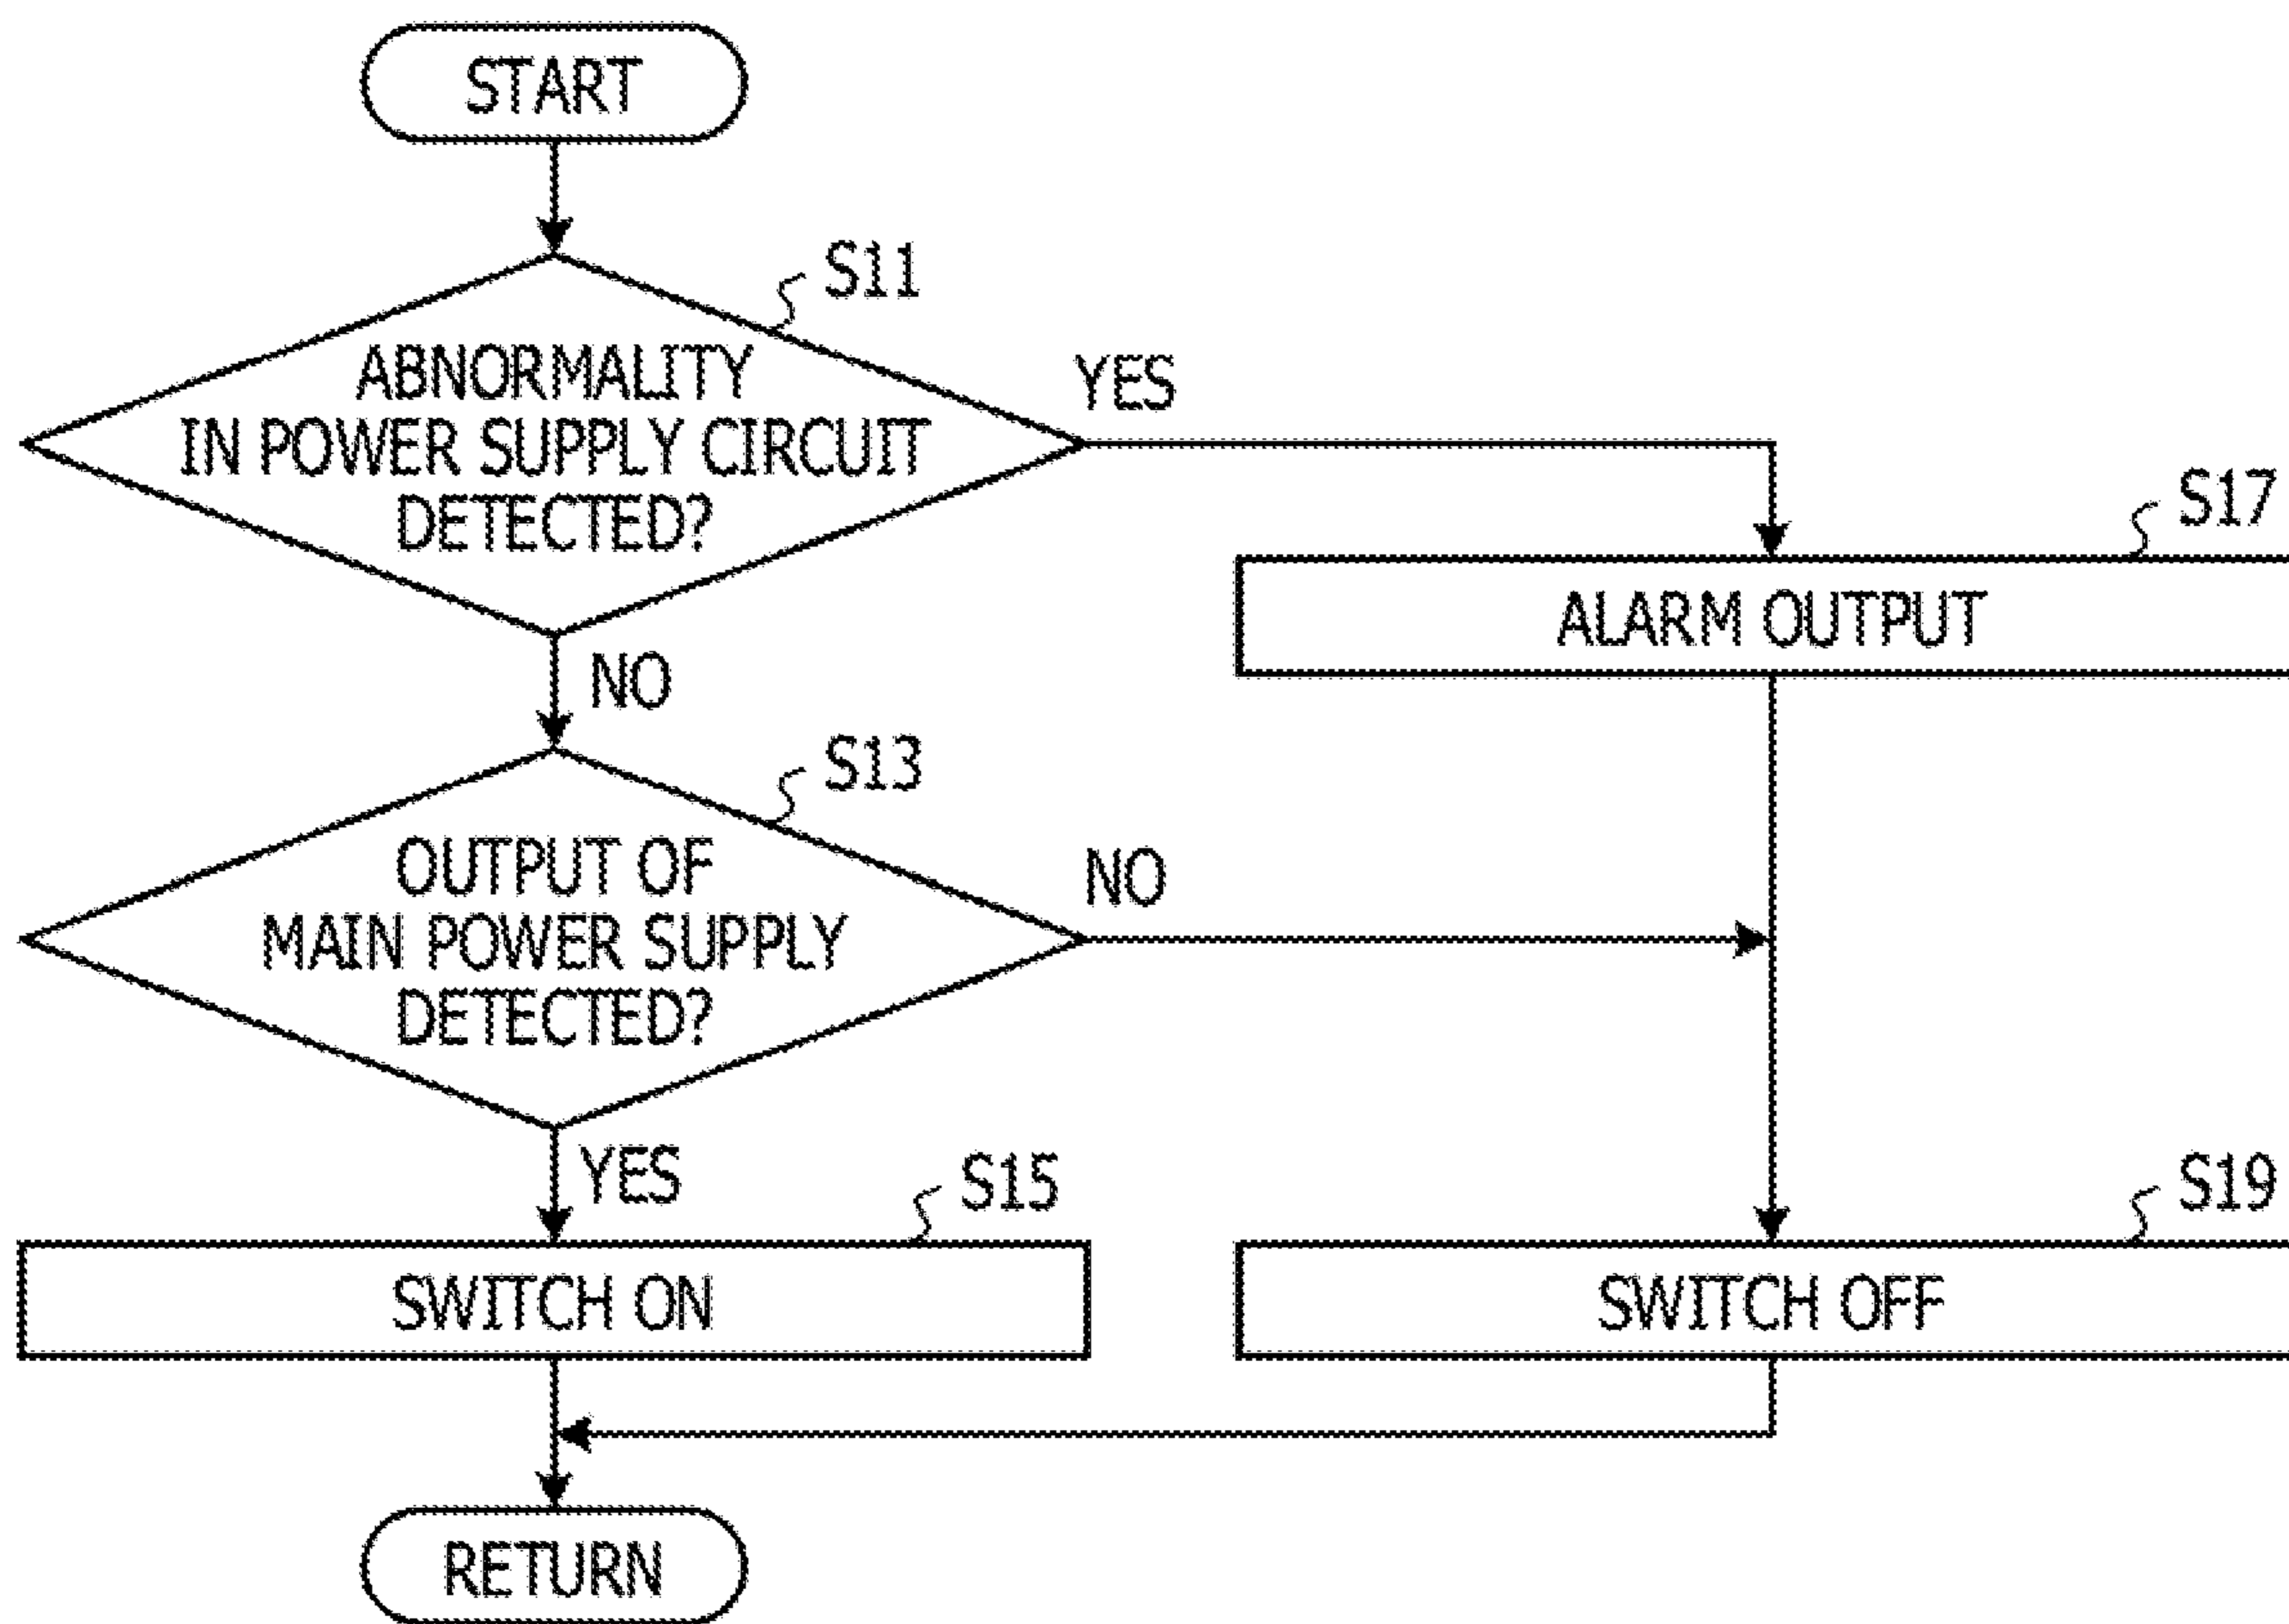 START
S11
ABNORMALITY
IN POWER SUPPLY CIRCUIT
DETECTED?
YES
S17
ALARM OUTPUT
NO
S13
OUTPUT OF
MAIN POWER SUPPLY
DETECTED?
NO
YES
S15
SWITCH ON
S19
SWITCH OFF
RETURN